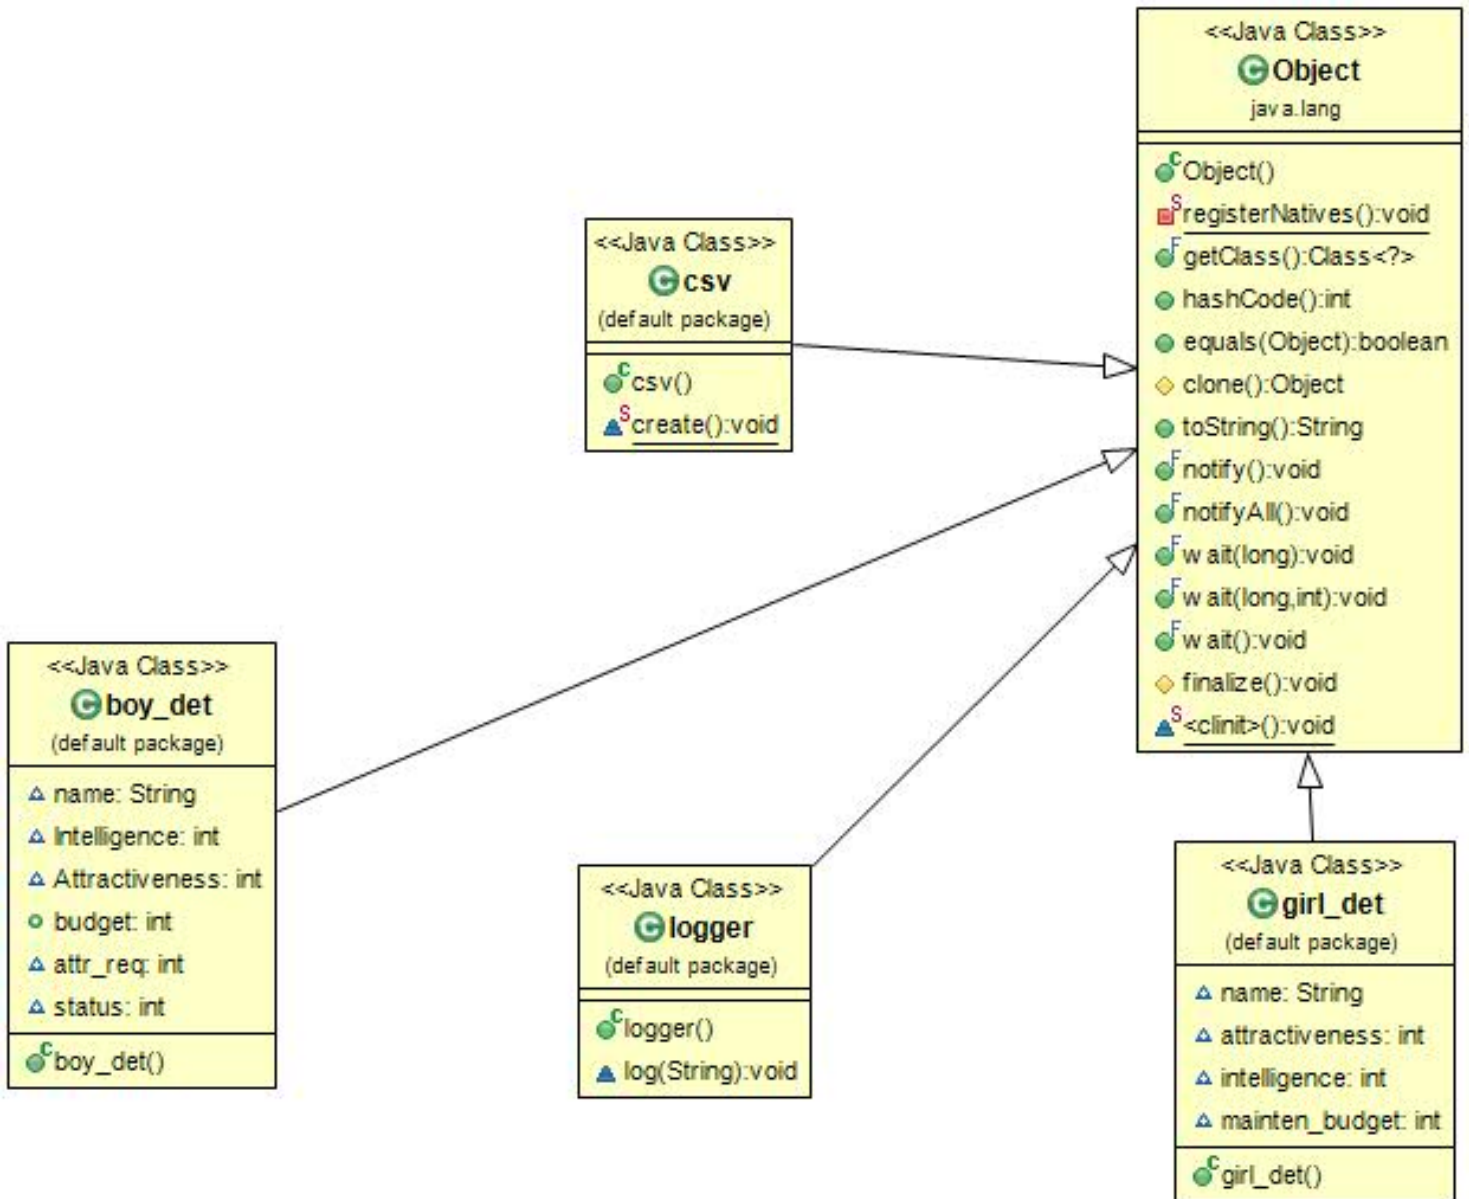 <<Java Class>>
Object
java.lang
Object()
registerNatives():void
getClass():Class<?>
hashCode():int
equals(Object):boolean
clone():Object
toString():String
notify():void
notifyAll():void
wait(long):void
wait(long,int):void
wait():void
finalize():void
<clinit>():void
<<Java Class>>
csv
(default package)
csv()
create():void
<<Java Class>>
boy_det
(default package)
name: String
Intelligence: int
Attractiveness: int
budget: int
attr_req: int
status: int
boy_det()
<<Java Class>>
logger
(default package)
logger()
log(String):void
<<Java Class>>
girl_det
(default package)
name: String
attractiveness: int
intelligence: int
mainten_budget: int
girl_det()